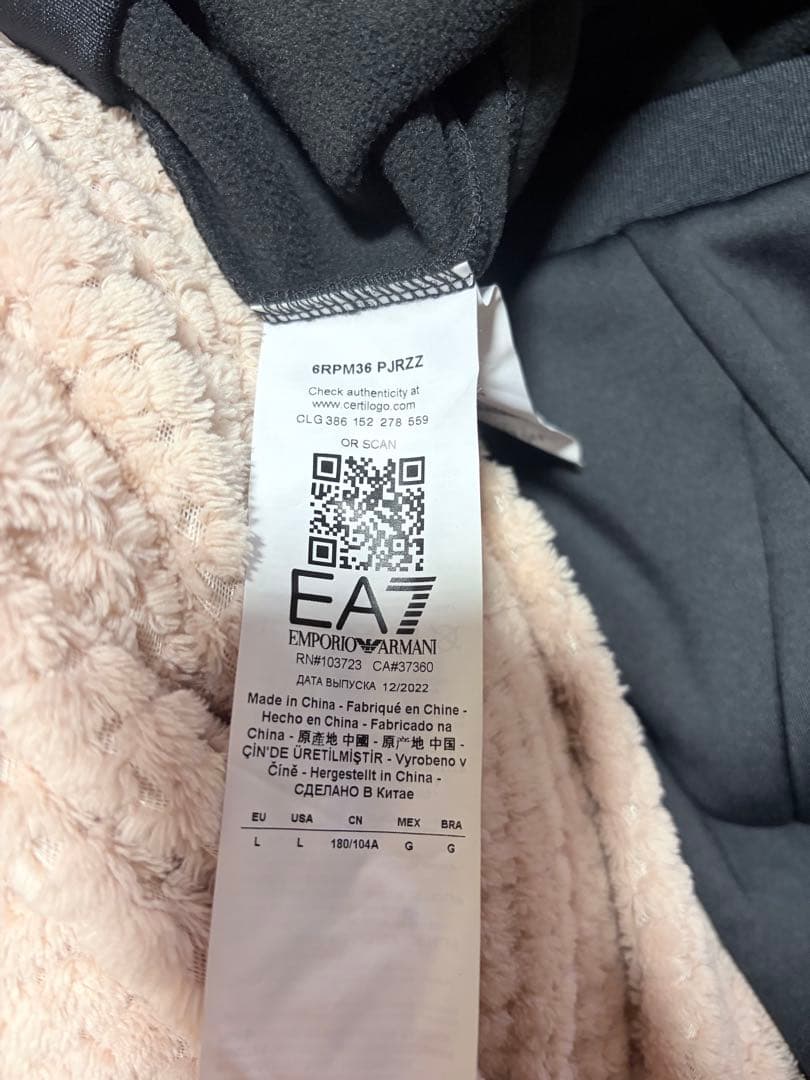 6RPM36 PJRZZ
Check authenticity at
www.certilogo.com
CLG 386 152 278 559
OR SCAN
EA7
EMPORIO ARMANI
RN#103723 CA#37360
ДАТА ВЫПУСКА 12/2022
Made in China - Fabriqué en Chine -
Hecho en China - Fabricado na
China - 原產地 中國 - 原产地 中国 -
ÇİN'DE ÜRETİLMİŞTİR - Vyrobeno v
Číně - Hergestellt in China -
СДЕЛАНО В Китае
EU USA CN MEX BRA
L L 180/104A G G